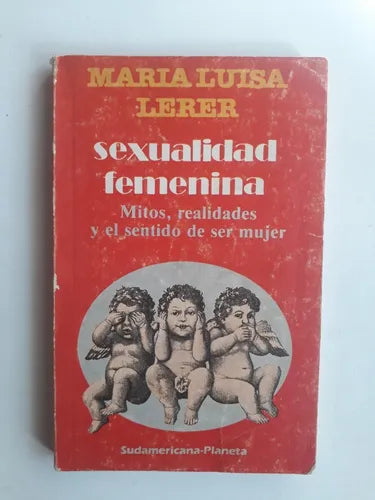 MARIA LUISA
LERER
sexualidad
femenina
Mitos, realidades
y el sentido de ser mujer
Sudamericana-Planeta